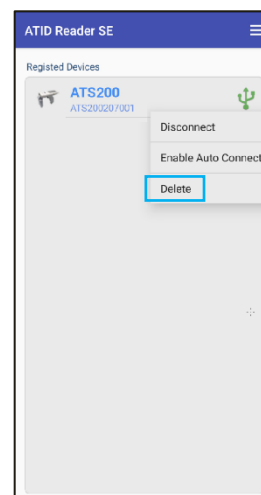 ATID Reader SE
Registed Devices
ATS200
ATS200207001
Disconnect
Enable Auto Connect
Delete